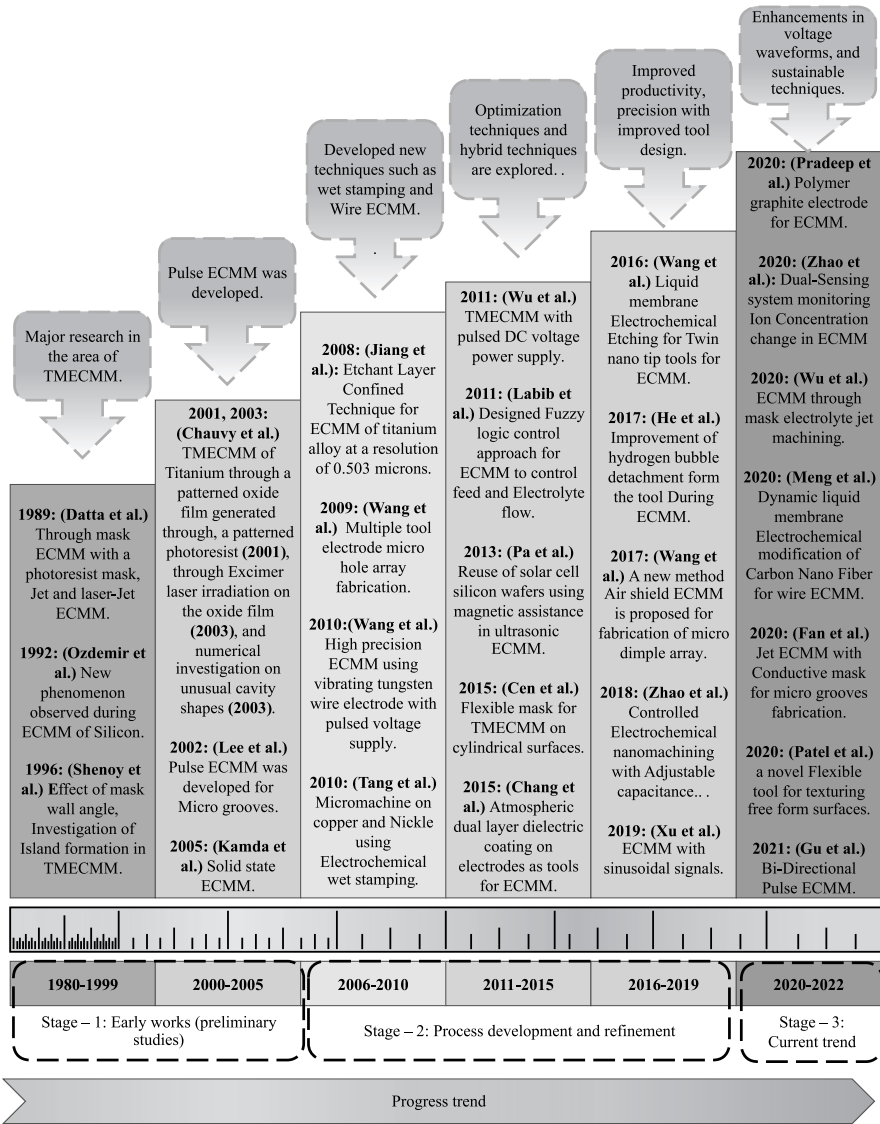 Major research in
the area of
TMECMM.
1989: (Datta et al.)
Through mask
ECMM with a
photoresist mask,
Jet and laser-Jet
ECMM.
1992: (Ozdemir et
al.) New
phenomenon
observed during
ECMM of Silicon.
1996: (Shenoy et
al.) Effect of mask
wall angle,
Investigation of
Island formation in
TMECMM.
Pulse ECMM was
developed.
2001, 2003:
(Chauvy et al.)
TMECMM of
Titanium through a
patterned oxide
film generated
through, a patterned
photoresist (2001),
through Excimer
laser irradiation on
the oxide film
(2003), and
numerical
investigation on
unusual cavity
shapes (2003).
2002: (Lee et al.)
Pulse ECMM was
developed for
Micro grooves.
2005: (Kamda et
al.) Solid state
ECMM.
Developed new
techniques such as
wet stamping and
Wire ECMM.
.
2008: (Jiang et
al.): Etchant Layer
Confined
Technique for
ECMM of titanium
alloy at a resolution
of 0.503 microns.
2009: (Wang et
al.) Multiple tool
electrode micro
hole array
fabrication.
2010:(Wang et al.)
High precision
ECMM using
vibrating tungsten
wire electrode with
pulsed voltage
supply.
2010: (Tang et al.)
Micromachine on
copper and Nickle
using
Electrochemical
wet stamping.
Optimization
techniques and
hybrid techniques
are explored. .
2011: (Wu et al.)
TMECMM with
pulsed DC voltage
power supply.
2011: (Labib et
al.) Designed Fuzzy
logic control
approach for
ECMM to control
feed and Electrolyte
flow.
2013: (Pa et al.)
Reuse of solar cell
silicon wafers using
magnetic assistance
in ultrasonic
ECMM.
2015: (Cen et al.)
Flexible mask for
TMECMM on
cylindrical surfaces.
2015: (Chang et
al.) Atmospheric
dual layer dielectric
coating on
electrodes as tools
for ECMM.
Improved
productivity,
precision with
improved tool
design.
2016: (Wang et
al.) Liquid
membrane
Electrochemical
Etching for Twin
nano tip tools for
ECMM.
2017: (He et al.)
Improvement of
hydrogen bubble
detachment form
the tool During
ECMM.
2017: (Wang et
al.) A new method
Air shield ECMM
is proposed for
fabrication of micro
dimple array.
2018: (Zhao et al.)
Controlled
Electrochemical
nanomachining
with Adjustable
capacitance.. .
2019: (Xu et al.)
ECMM with
sinusoidal signals.
Enhancements in
voltage
waveforms, and
sustainable
techniques.
2020: (Pradeep et
al.) Polymer
graphite electrode
for ECMM.
2020: (Zhao et
al.): Dual-Sensing
system monitoring
Ion Concentration
change in ECMM
2020: (Wu et al.)
ECMM through
mask electrolyte jet
machining.
2020: (Meng et al.)
Dynamic liquid
membrane
Electrochemical
modification of
Carbon Nano Fiber
for wire ECMM.
2020: (Fan et al.)
Jet ECMM with
Conductive mask
for micro grooves
fabrication.
2020: (Patel et al.)
a novel Flexible
tool for texturing
free form surfaces.
2021: (Gu et al.)
Bi-Directional
Pulse ECMM.
1980-1999
2000-2005
2006-2010
2011-2015
2016-2019
2020-2022
Stage – 1: Early works (preliminary
studies)
Stage – 2: Process development and refinement
Stage – 3:
Current trend
Progress trend